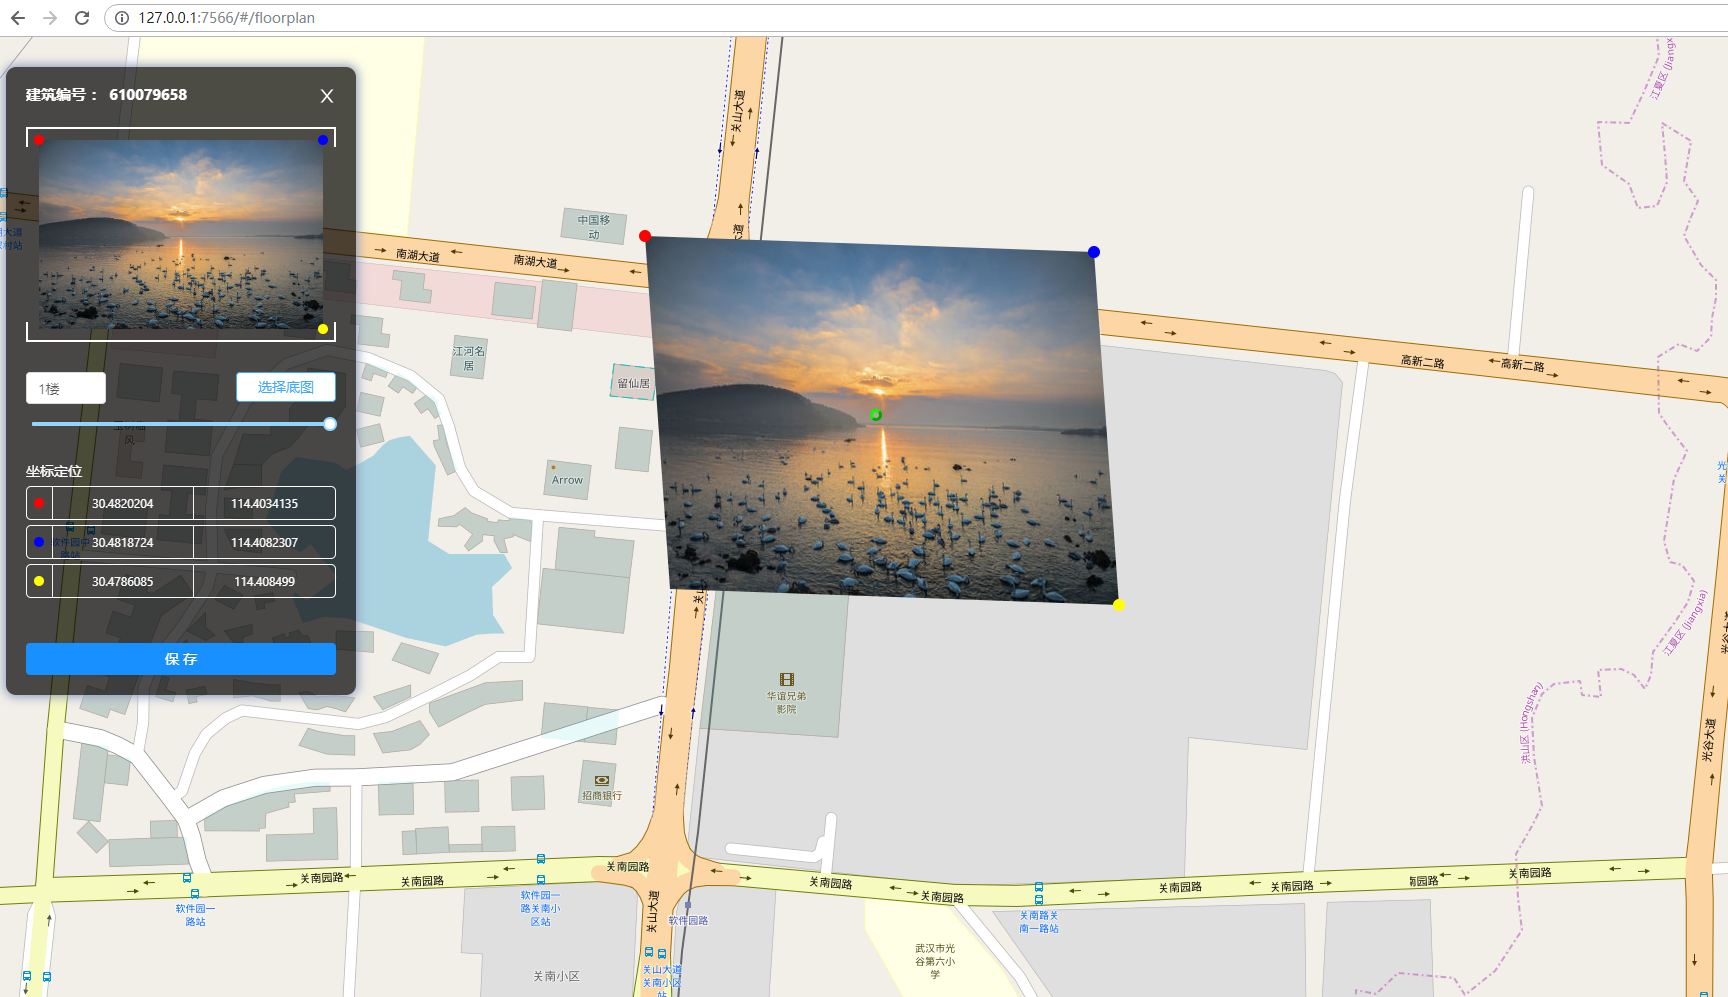 127.0.0.1:7566/#/floorplan
建筑编号： 610079658
X
1楼
选择底图
坐标定位
30.4820204 114.4034135
30.4818724 114.4082307
30.4786085 114.408499
保 存
关山大道
江夏区 (Jiangxia)
中国移
动
南湖大道
南湖大道
江河名
居
留仙居
Arrow
高新二路
高新二路
江夏区 (Jiangxia)
洪山区 (Hongshan)
光谷大道
华谊兄弟
影院
招商银行
关南园路
关南园路
关南园路
关南园路
关南园路
关南园路
关南园路
南园路
关南园路
软件园一
路站
软件园一
路关南小
区站
关山大道
软件园路
关南路关
南一路站
武汉市光
谷第六小
学
关南小区
关山大道
关南小区
站